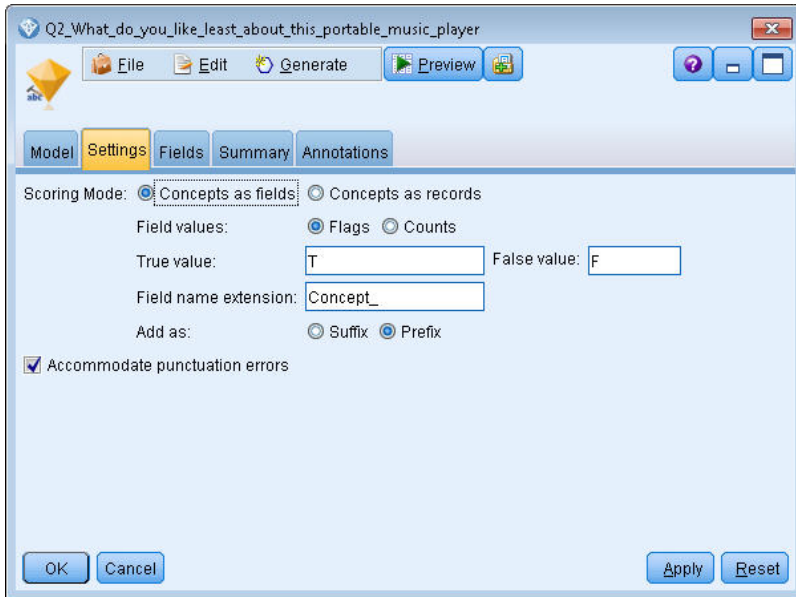 Q2_What_do_you_like_least_about_this_portable_music_player
File Edit Generate Preview
abc
Model Settings Fields Summary Annotations
Scoring Mode: Concepts as fields Concepts as records
Field values: Flags Counts
True value: T False value: F
Field name extension: Concept_
Add as: Suffix Prefix
Accommodate punctuation errors
OK Cancel Apply Reset